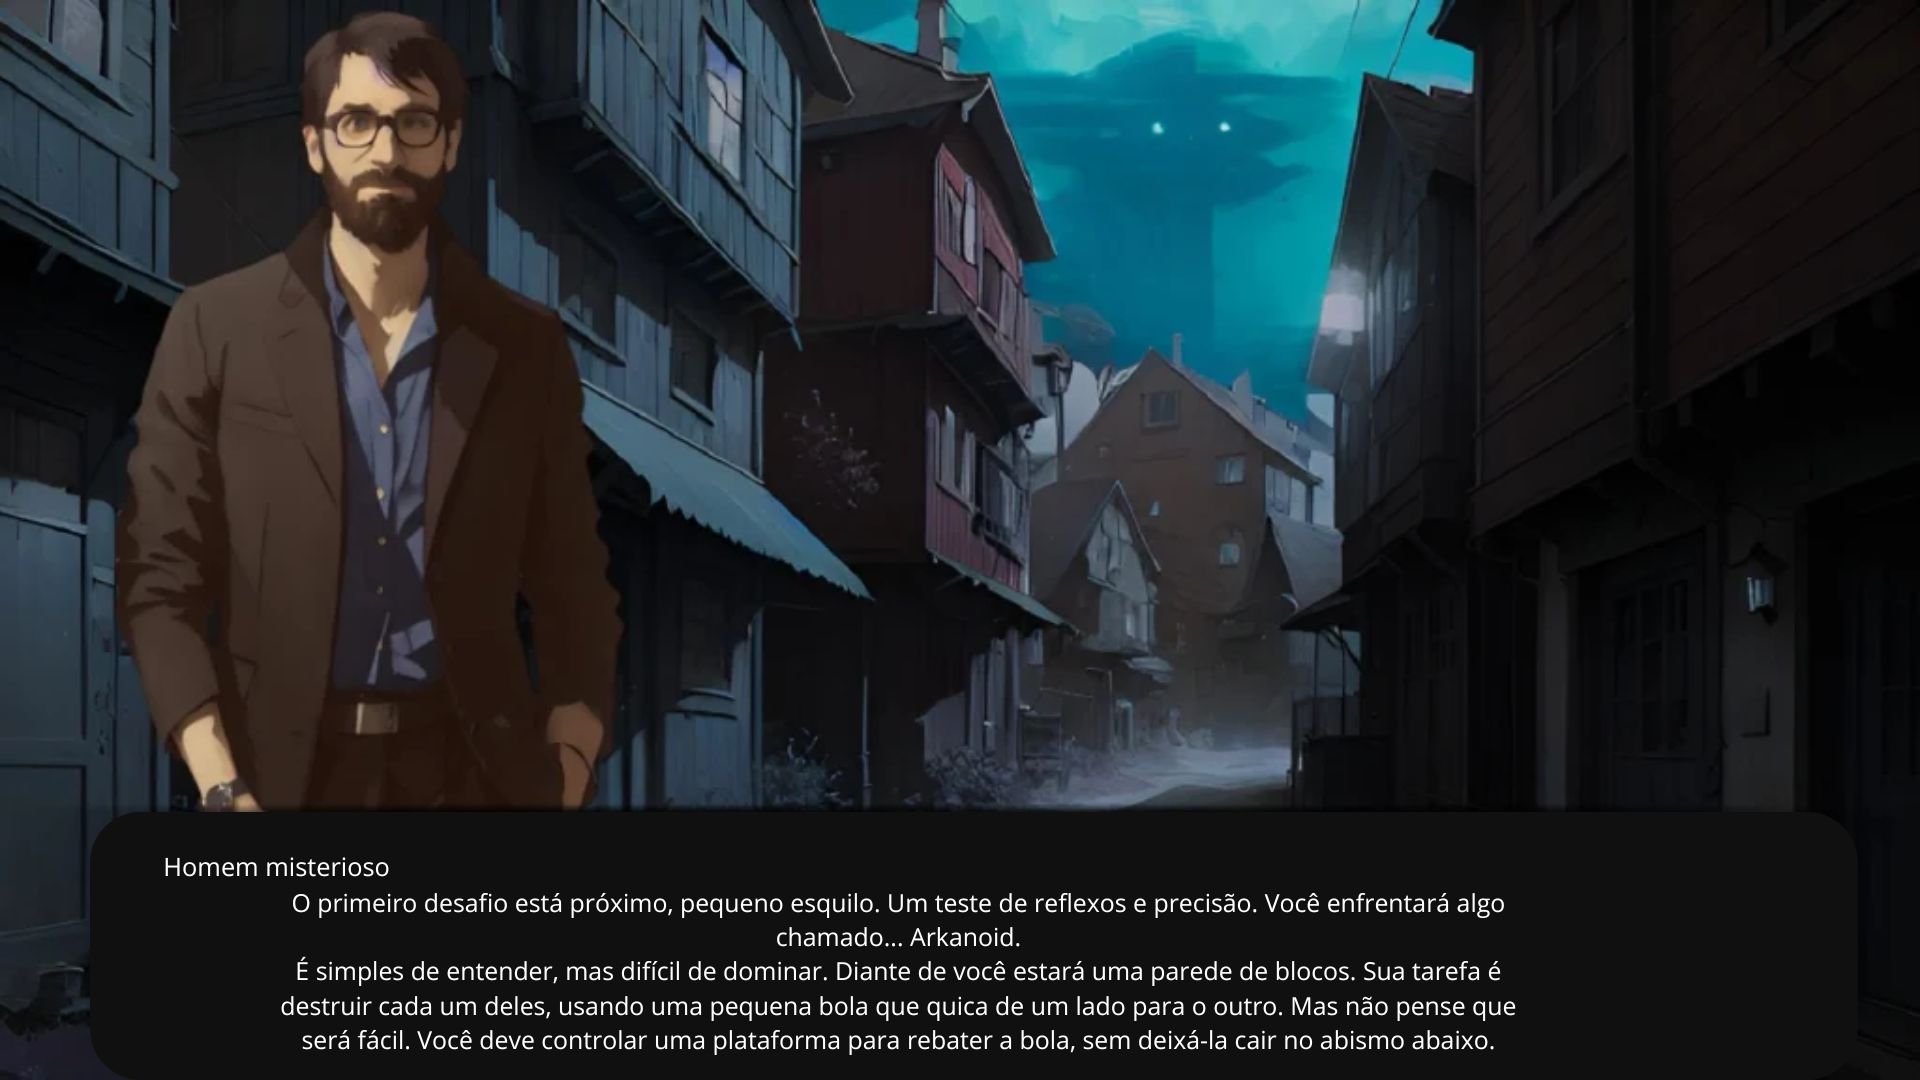 Homem misterioso
O primeiro desafio está próximo, pequeno esquilo. Um teste de reflexos e precisão. Você enfrentará algo
chamado... Arkanoid.
É simples de entender, mas difícil de dominar. Diante de você estará uma parede de blocos. Sua tarefa é
destruir cada um deles, usando uma pequena bola que quica de um lado para o outro. Mas não pense que
será fácil. Você deve controlar uma plataforma para rebater a bola, sem deixá-la cair no abismo abaixo.